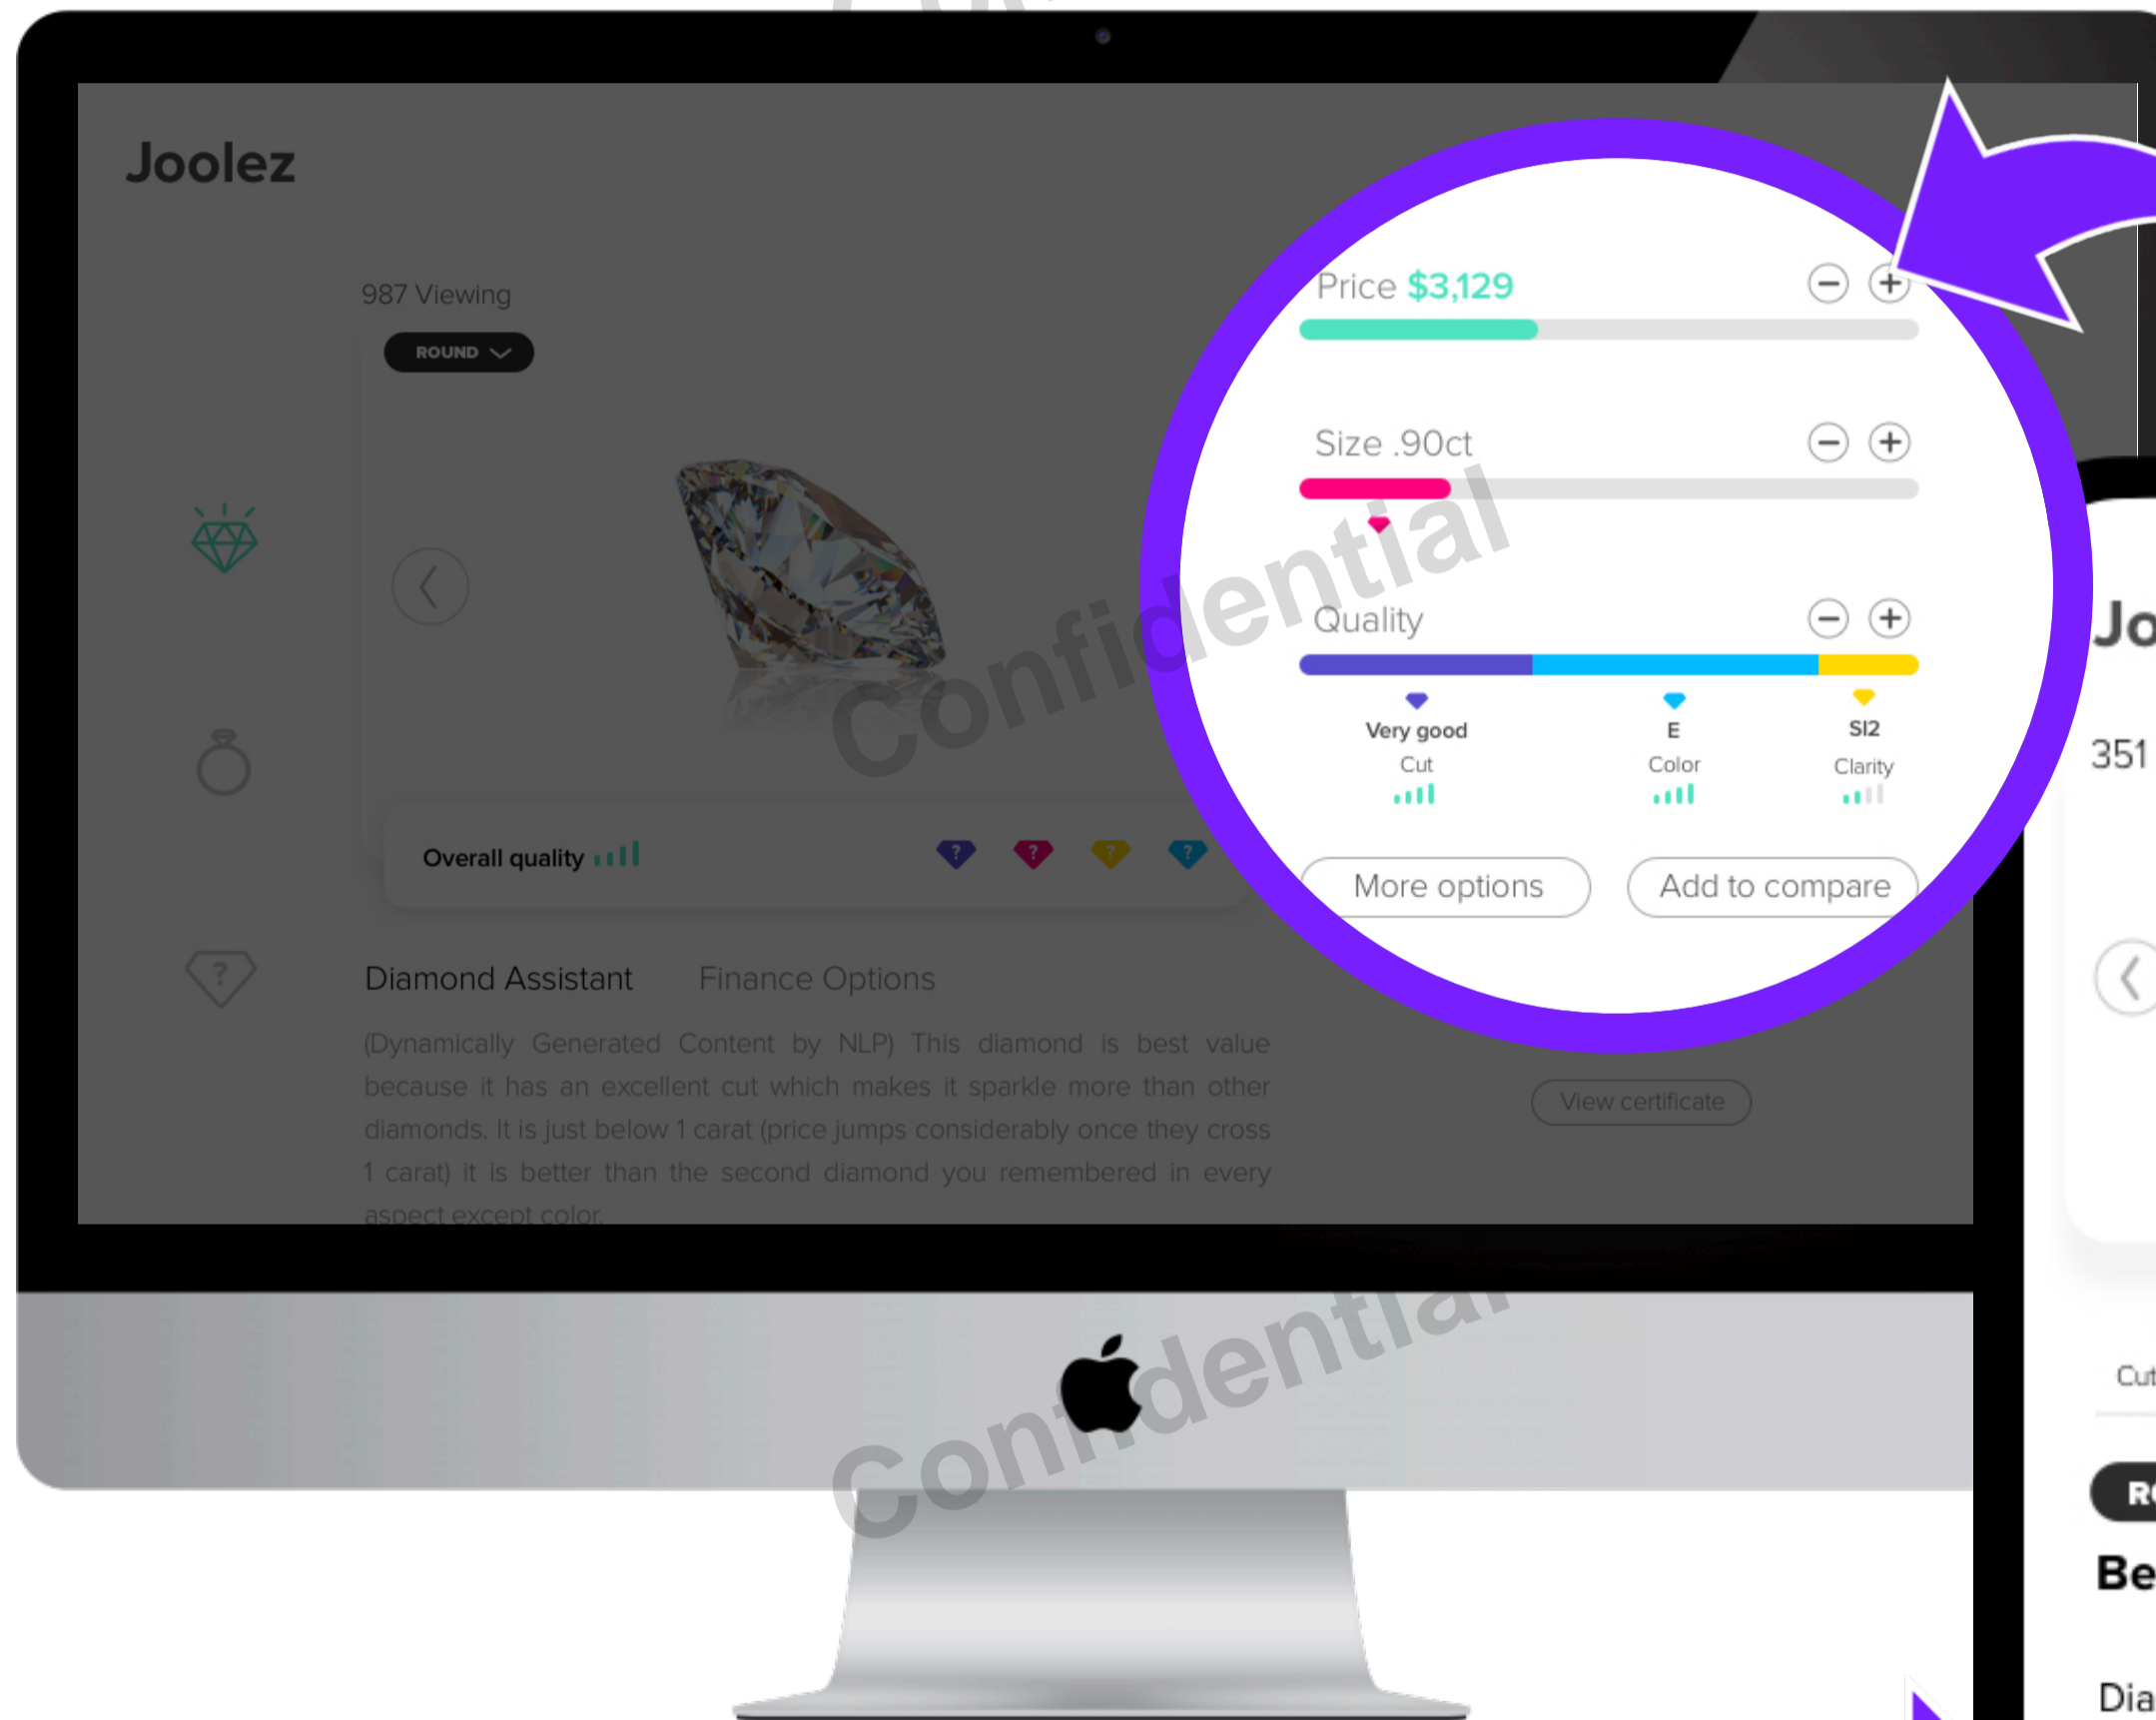 Joolez
987 Viewing
ROUND
Price $3,129
Size .90ct
Quality
Very good
Cut
E
Color
SI2
Clarity
More options
Add to compare
Overall quality
? ? ? ?
?
Diamond Assistant
Finance Options
(Dynamically Generated Content by NLP) This diamond is best value
because it has an excellent cut which makes it sparkle more than other
diamonds. It is just below 1 carat (price jumps considerably once they cross
1 carat) it is better than the second diamond you remembered in every
aspect except color.
View certificate
Confidential
Confidential
Jo
351
Cut
Be
Dia